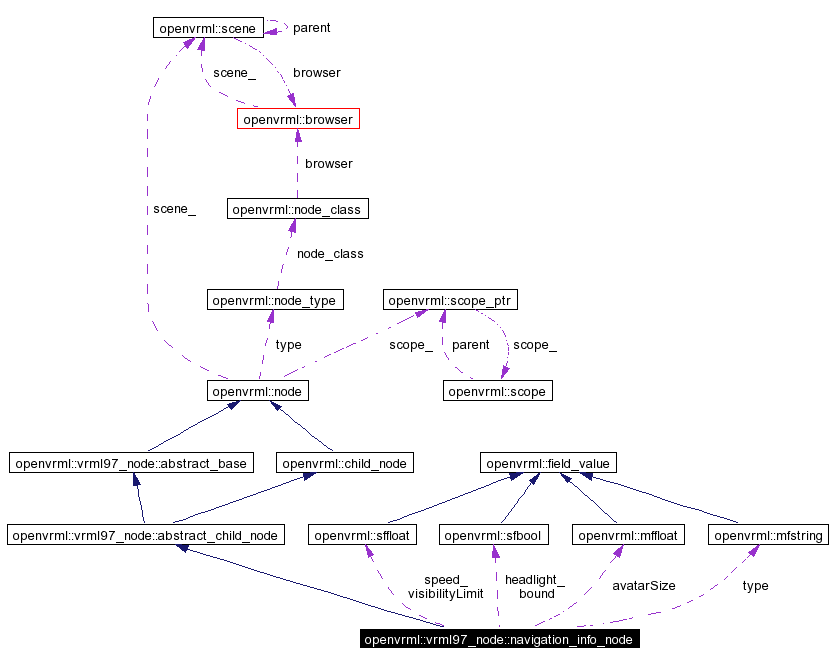 openvrml::scene
parent
scene_
browser
openvrml::browser
browser
scene_
openvrml::node_class
node_class
openvrml::node_type
openvrml::scope_ptr
type
scope_
parent
scope_
openvrml::node
openvrml::scope
openvrml::vrml97_node::abstract_base
openvrml::child_node
openvrml::field_value
openvrml::vrml97_node::abstract_child_node
openvrml::sffloat
openvrml::sfbool
openvrml::mffloat
openvrml::mfstring
speed_
visibilityLimit
headlight_
bound
avatarSize
type
openvrml::vrml97_node::navigation_info_node